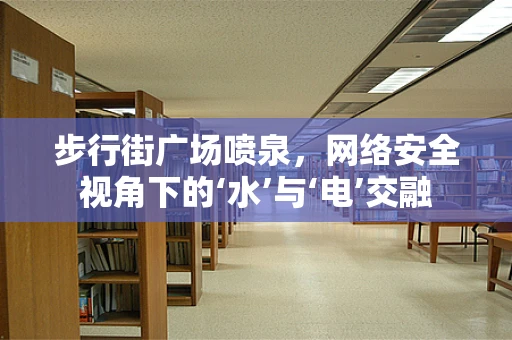 步行街广场喷泉，网络安全
视角下的‘水’与‘电’交融